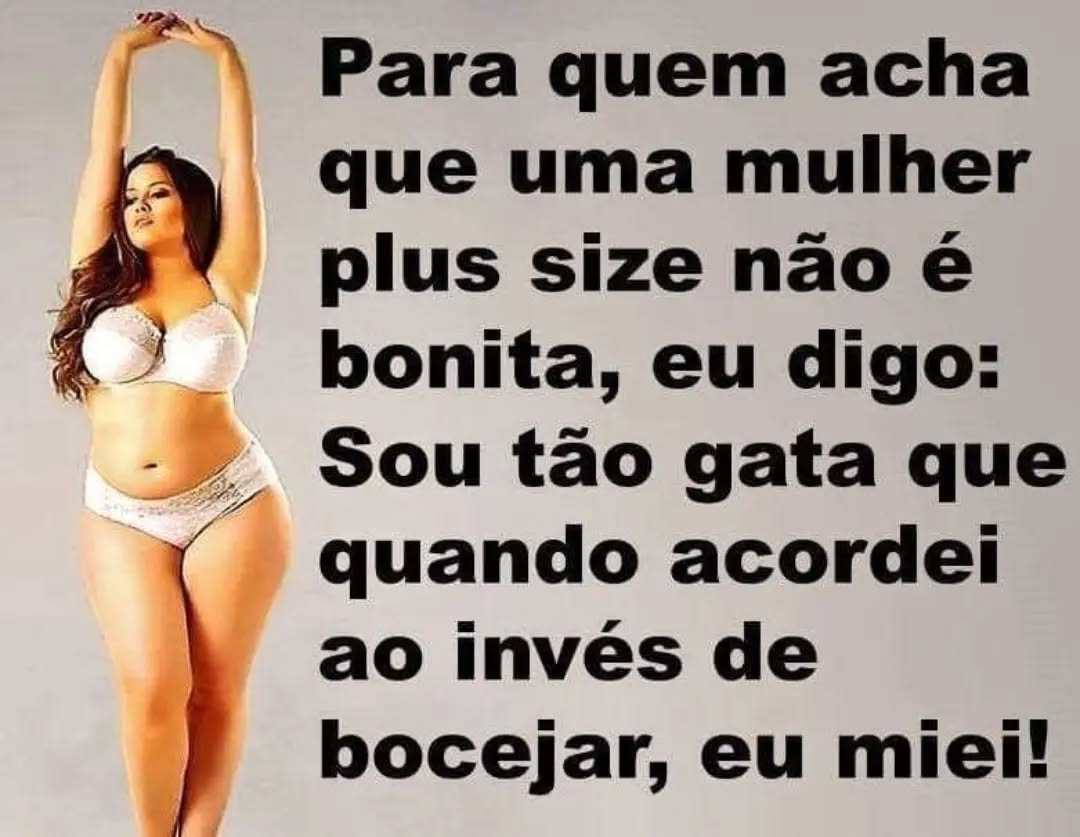 Para quem acha
que uma mulher
plus size não é
bonita, eu digo:
Sou tão gata que
quando acordei
ao invés de
bocejar, eu miei!